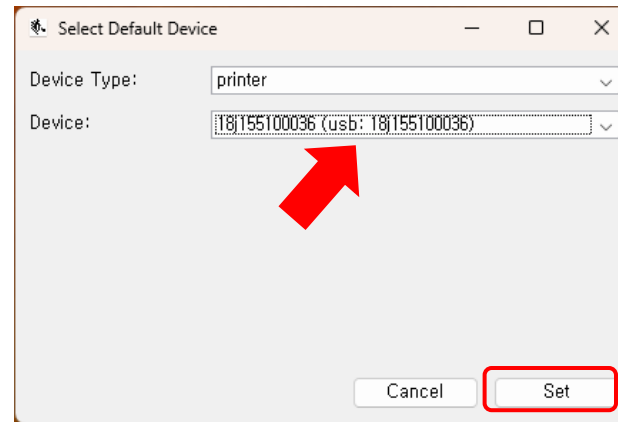 Select Default Device
Device Type: printer
Device: 18j155100036 (usb: 18j155100036)
Cancel Set